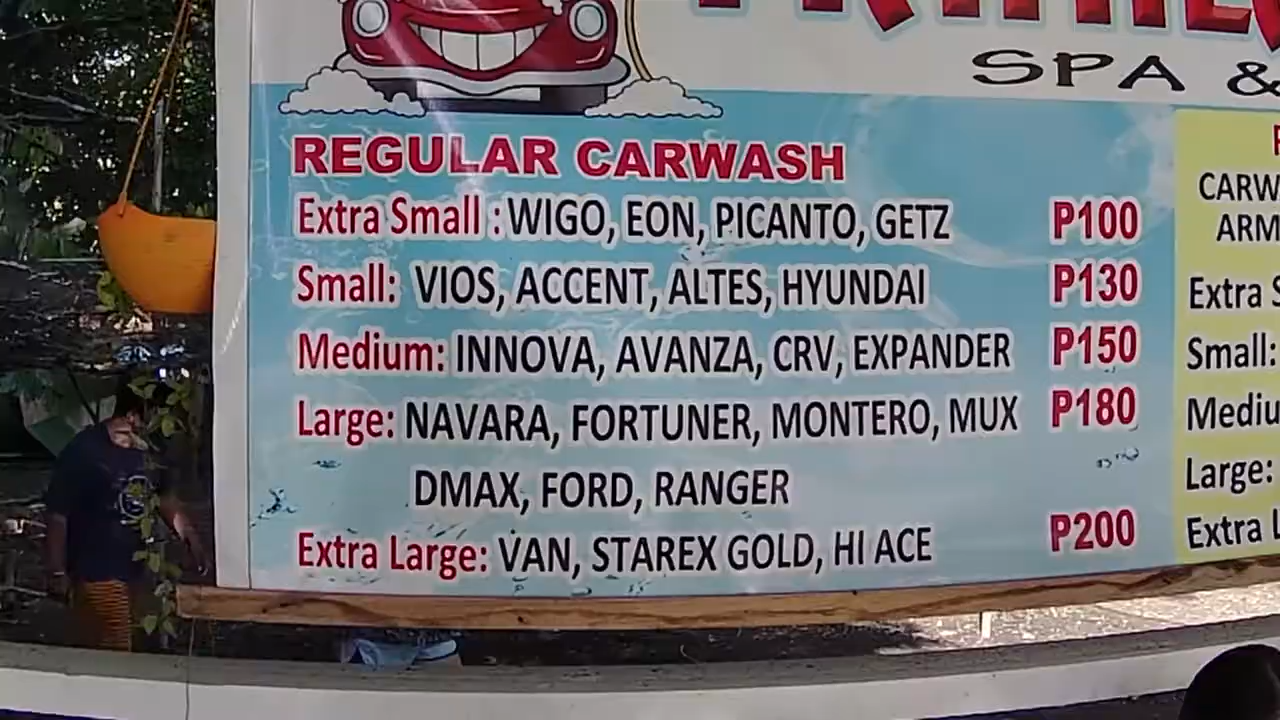 SPA &
REGULAR CARWASH
Extra Small : WIGO, EON, PICANTO, GETZ P100
Small: VIOS, ACCENT, ALTES, HYUNDAI P130
Medium: INNOVA, AVANZA, CRV, EXPANDER P150
Large: NAVARA, FORTUNER, MONTERO, MUX P180
DMAX, FORD, RANGER
Extra Large: VAN, STAREX GOLD, HI ACE P200
CARW
ARM
Extra S
Small:
Mediu
Large:
Extra L